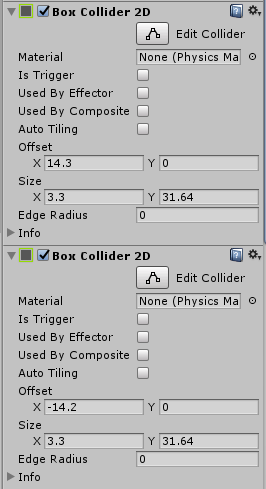 Box Collider 2D
Edit Collider
Material None (Physics Ma
Is Trigger
Used By Effector
Used By Composite
Auto Tiling
Offset
X 14.3 Y 0
Size
X 3.3 Y 31.64
Edge Radius 0
Info
Box Collider 2D
Edit Collider
Material None (Physics Ma
Is Trigger
Used By Effector
Used By Composite
Auto Tiling
Offset
X -14.2 Y 0
Size
X 3.3 Y 31.64
Edge Radius 0
Info